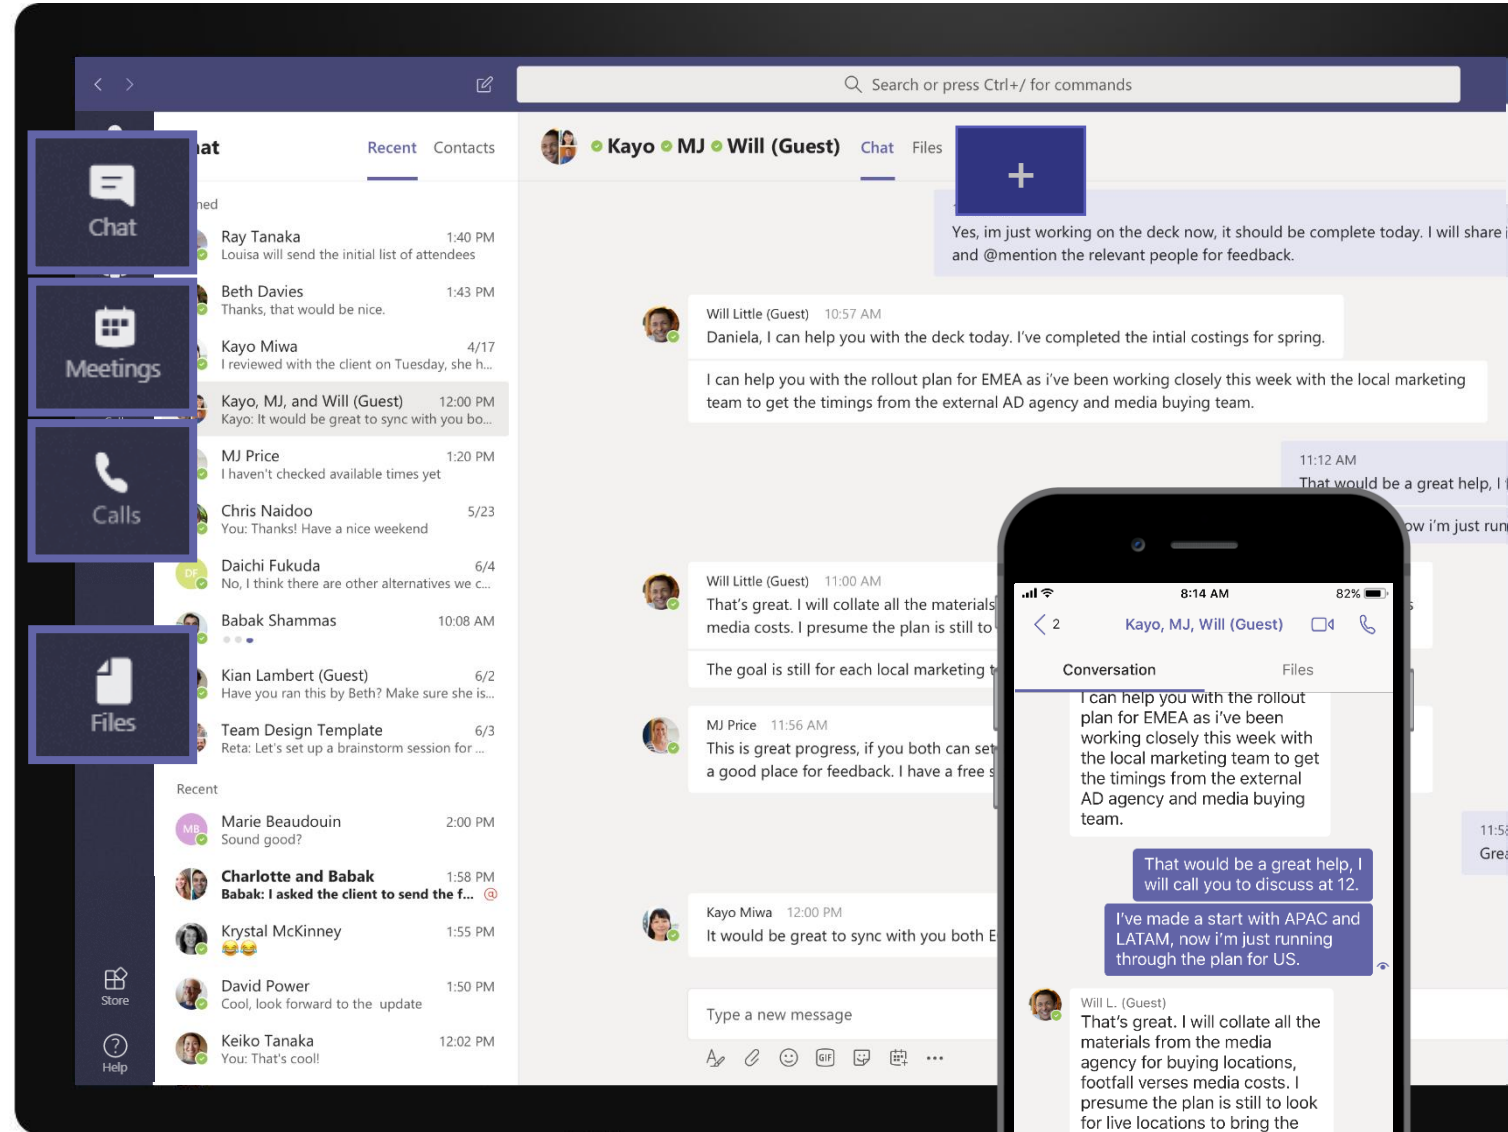 Search or press Ctrl+/ for commands
Chat
Meetings
Calls
Files
Store
Help
Recent Contacts
Ray Tanaka 1:40 PM
Louisa will send the initial list of attendees
Beth Davies 1:43 PM
Thanks, that would be nice.
Kayo Miwa 4/17
I reviewed with the client on Tuesday, she h...
Kayo, MJ, and Will (Guest) 12:00 PM
Kayo: It would be great to sync with you bo...
MJ Price 1:20 PM
I haven't checked available times yet
Chris Naidoo 5/23
You: Thanks! Have a nice weekend
DF
Daichi Fukuda 6/4
No, I think there are other alternatives we c...
Babak Shammas 10:08 AM
Kian Lambert (Guest) 6/2
Have you ran this by Beth? Make sure she is...
Team Design Template 6/3
Reta: Let's set up a brainstorm session for ...
Recent
MB
Marie Beaudouin 2:00 PM
Sound good?
Charlotte and Babak 1:58 PM
Babak: I asked the client to send the f... @
Krystal McKinney 1:55 PM
😂😂
David Power 1:50 PM
Cool, look forward to the update
Keiko Tanaka 12:02 PM
You: That's cool!
Kayo MJ Will (Guest) Chat Files +
Yes, im just working on the deck now, it should be complete today. I will share
and @mention the relevant people for feedback.
Will Little (Guest) 10:57 AM
Daniela, I can help you with the deck today. I've completed the intial costings for spring.
I can help you with the rollout plan for EMEA as i've been working closely this week with the local marketing
team to get the timings from the external AD agency and media buying team.
11:12 AM
That would be a great help, I
i'm just run
Will Little (Guest) 11:00 AM
That's great. I will collate all the materials
media costs. I presume the plan is still to
The goal is still for each local marketing
MJ Price 11:56 AM
This is great progress, if you both can set
a good place for feedback. I have a free
Kayo Miwa 12:00 PM
It would be great to sync with you both
Type a new message
GIF
8:14 AM 82%
2 Kayo, MJ, Will (Guest)
Conversation Files
I can help you with the rollout
plan for EMEA as i've been
working closely this week with
the local marketing team to get
the timings from the external
AD agency and media buying
team.
That would be a great help, I
will call you to discuss at 12.
I've made a start with APAC and
LATAM, now i'm just running
through the plan for US.
Will L. (Guest)
That's great. I will collate all the
materials from the media
agency for buying locations,
footfall verses media costs. I
presume the plan is still to look
for live locations to bring the